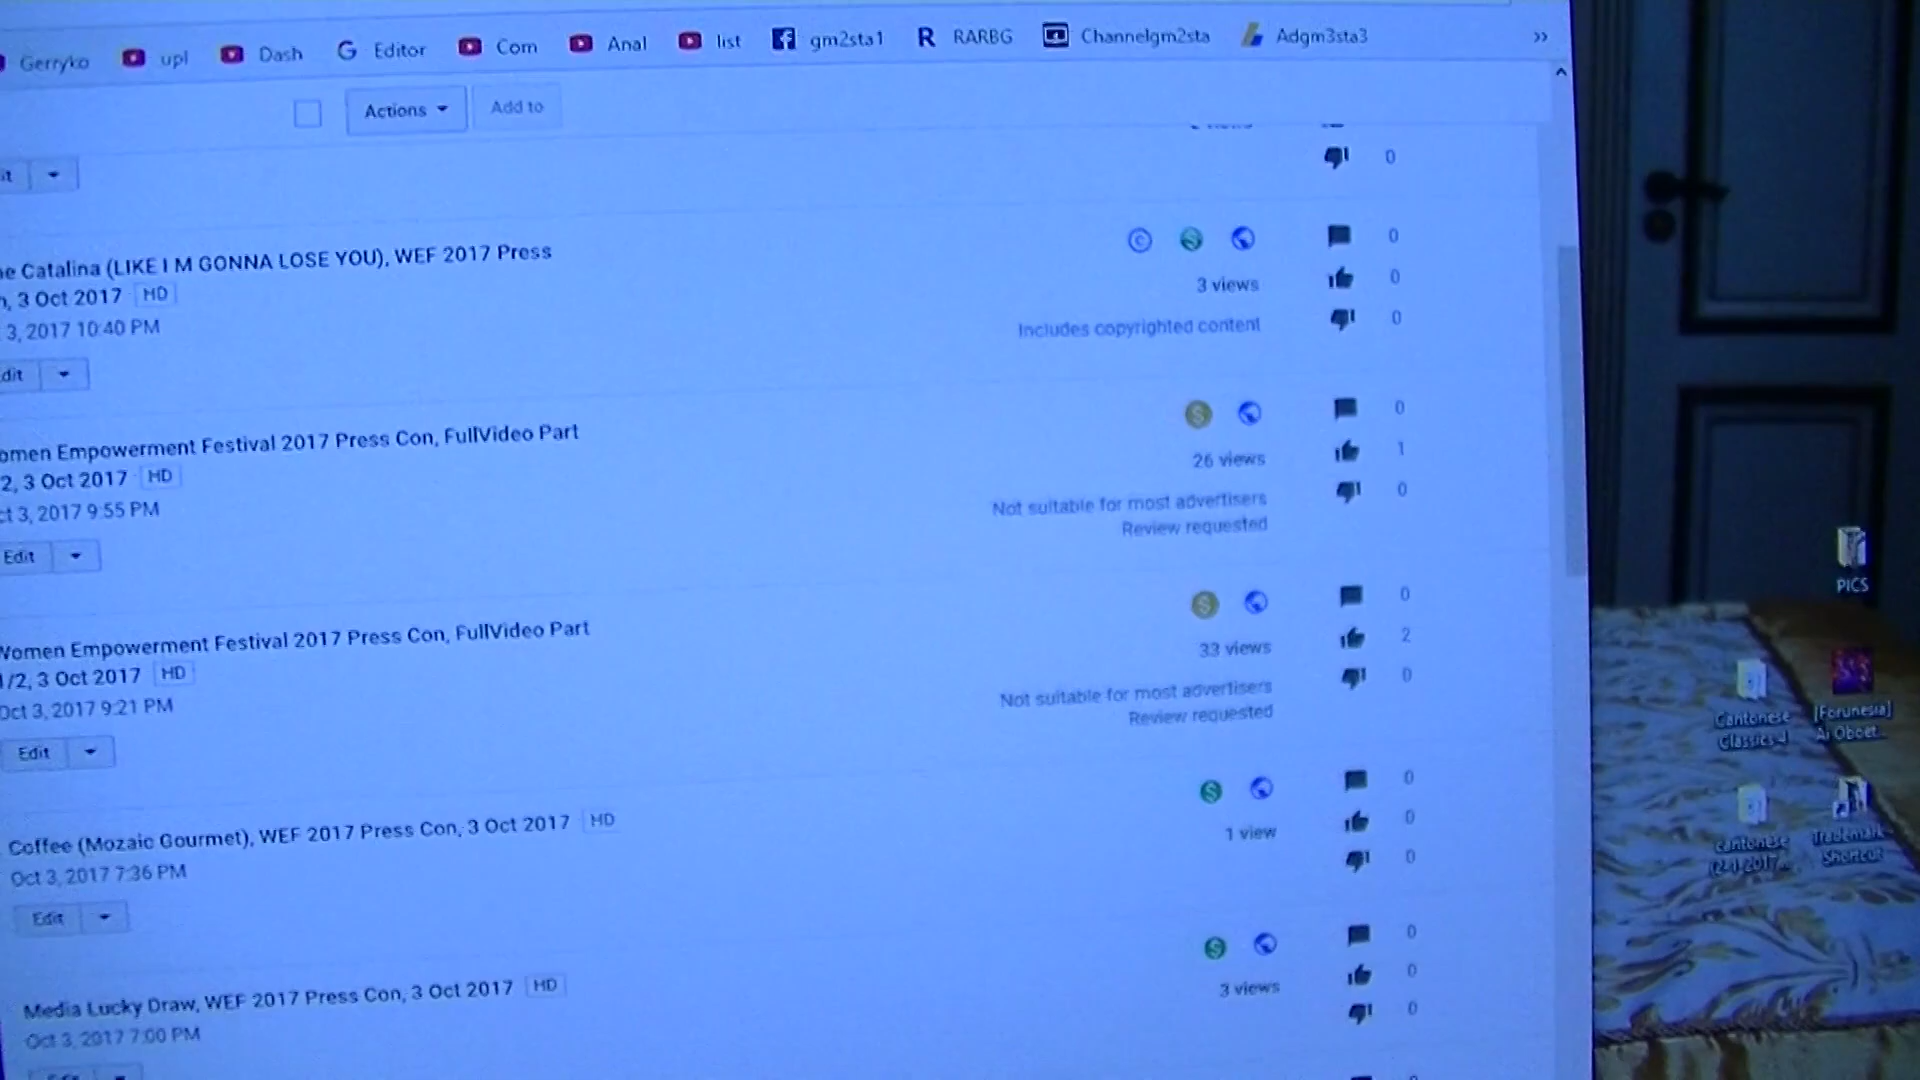 Gerryko upl Dash Editor Com Anal list gm2sta1 RARBG Channelgm2sta Adgm3sta3 »
Actions Add to
0
it
e Catalina (LIKE I M GONNA LOSE YOU), WEF 2017 Press
, 3 Oct 2017 HD
3, 2017 10:40 PM
dit
0
3 views 0
Includes copyrighted content 0
omen Empowerment Festival 2017 Press Con, FullVideo Part
2, 3 Oct 2017 HD
ct 3, 2017 9:55 PM
Edit
0
26 views 1
Not suitable for most advertisers 0
Review requested
Women Empowerment Festival 2017 Press Con, FullVideo Part
1/2, 3 Oct 2017 HD
Oct 3, 2017 9:21 PM
Edit
0
33 views 2
Not suitable for most advertisers 0
Review requested
Coffee (Mozaic Gourmet), WEF 2017 Press Con, 3 Oct 2017 HD
Oct 3, 2017 7:36 PM
Edit
0
1 view 0
0
Media Lucky Draw, WEF 2017 Press Con, 3 Oct 2017 HD
Oct 3, 2017 7:00 PM
0
3 views 0
0
PICS
Cantonese
[Forunesia]
Ai Oboet...
cantonese
Shortcut